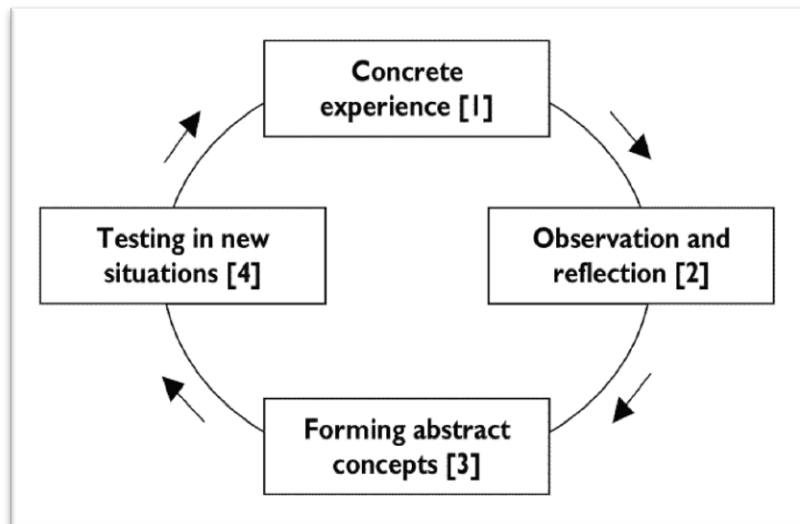 Concrete
experience [1]
Observation and
reflection [2]
Forming abstract
concepts [3]
Testing in new
situations [4]